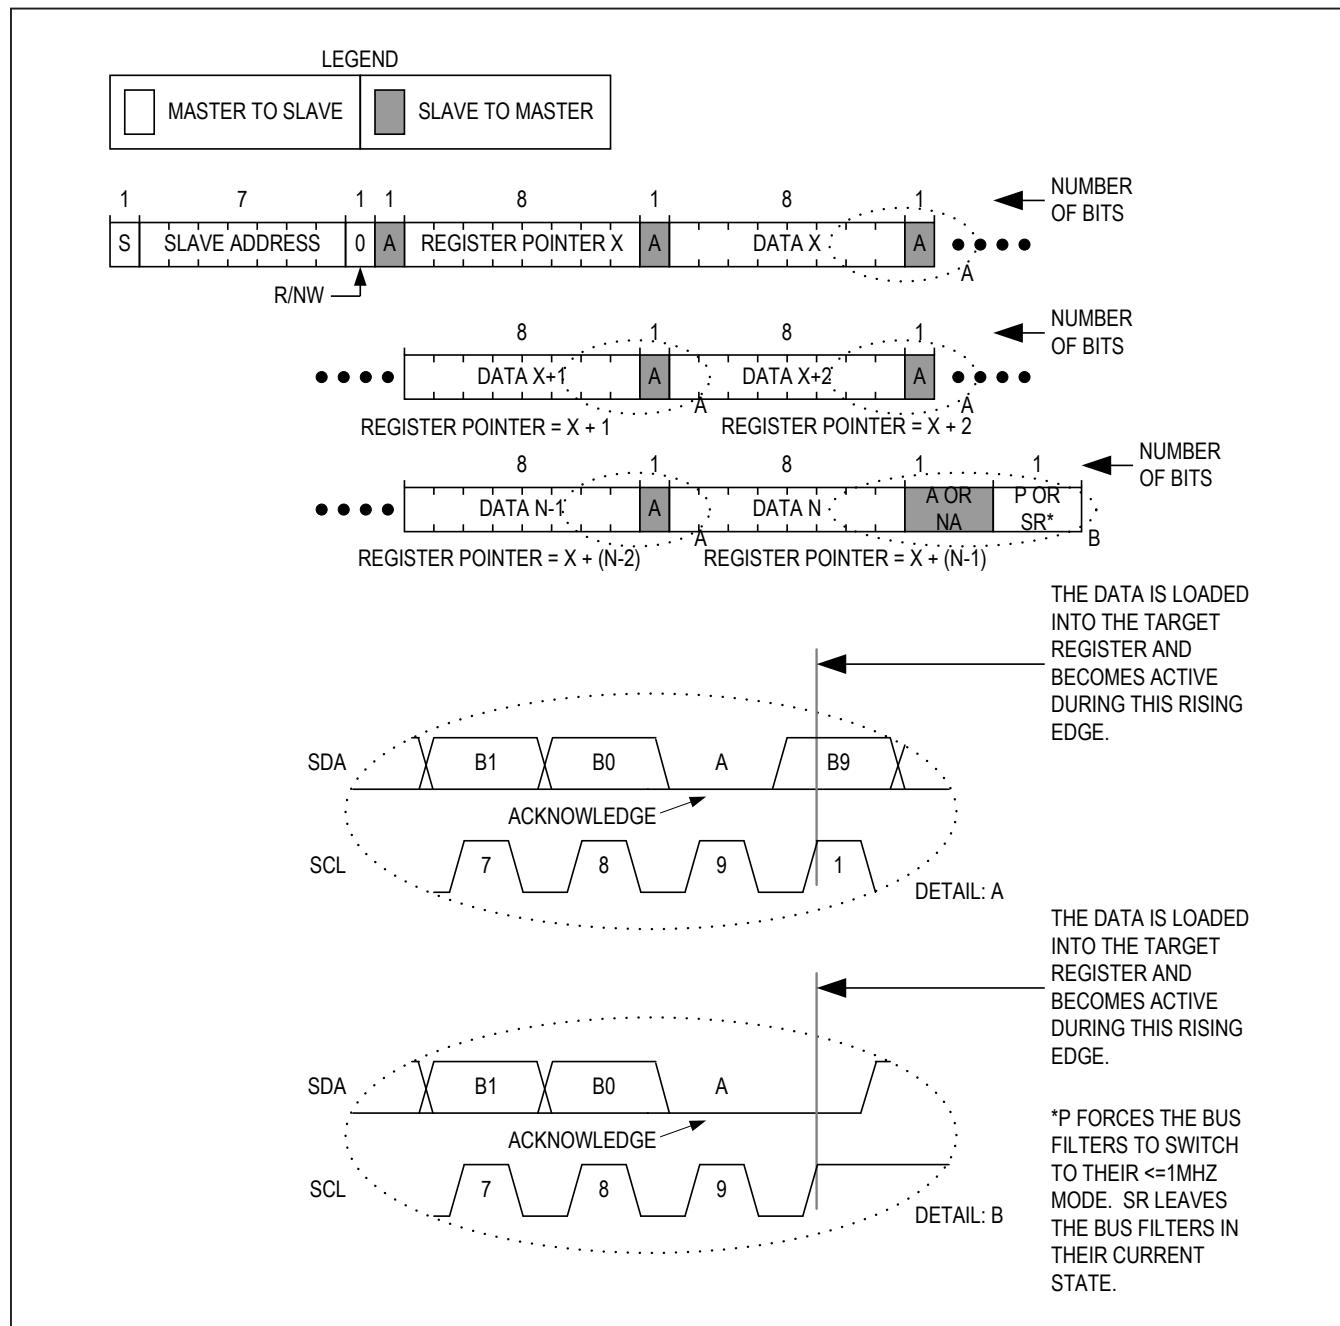 LEGEND
MASTER TO SLAVE
SLAVE TO MASTER
1 7 1 1 8 1 8 1
NUMBER
OF BITS
S SLAVE ADDRESS 0 A REGISTER POINTER X A DATA X A
A
R/NW
8 1 8 1
NUMBER
OF BITS
DATA X+1 A DATA X+2 A
A A
REGISTER POINTER = X + 1 REGISTER POINTER = X + 2
8 1 8 1 1
NUMBER
OF BITS
DATA N-1 A DATA N A OR NA P OR SR*
A B
REGISTER POINTER = X + (N-2) REGISTER POINTER = X + (N-1)
THE DATA IS LOADED
INTO THE TARGET
REGISTER AND
BECOMES ACTIVE
DURING THIS RISING
EDGE.
SDA B1 B0 A B9
ACKNOWLEDGE
SCL 7 8 9 1
DETAIL: A
THE DATA IS LOADED
INTO THE TARGET
REGISTER AND
BECOMES ACTIVE
DURING THIS RISING
EDGE.
SDA B1 B0 A
ACKNOWLEDGE
SCL 7 8 9
DETAIL: B
*P FORCES THE BUS
FILTERS TO SWITCH
TO THEIR <=1MHZ
MODE. SR LEAVES
THE BUS FILTERS IN
THEIR CURRENT
STATE.